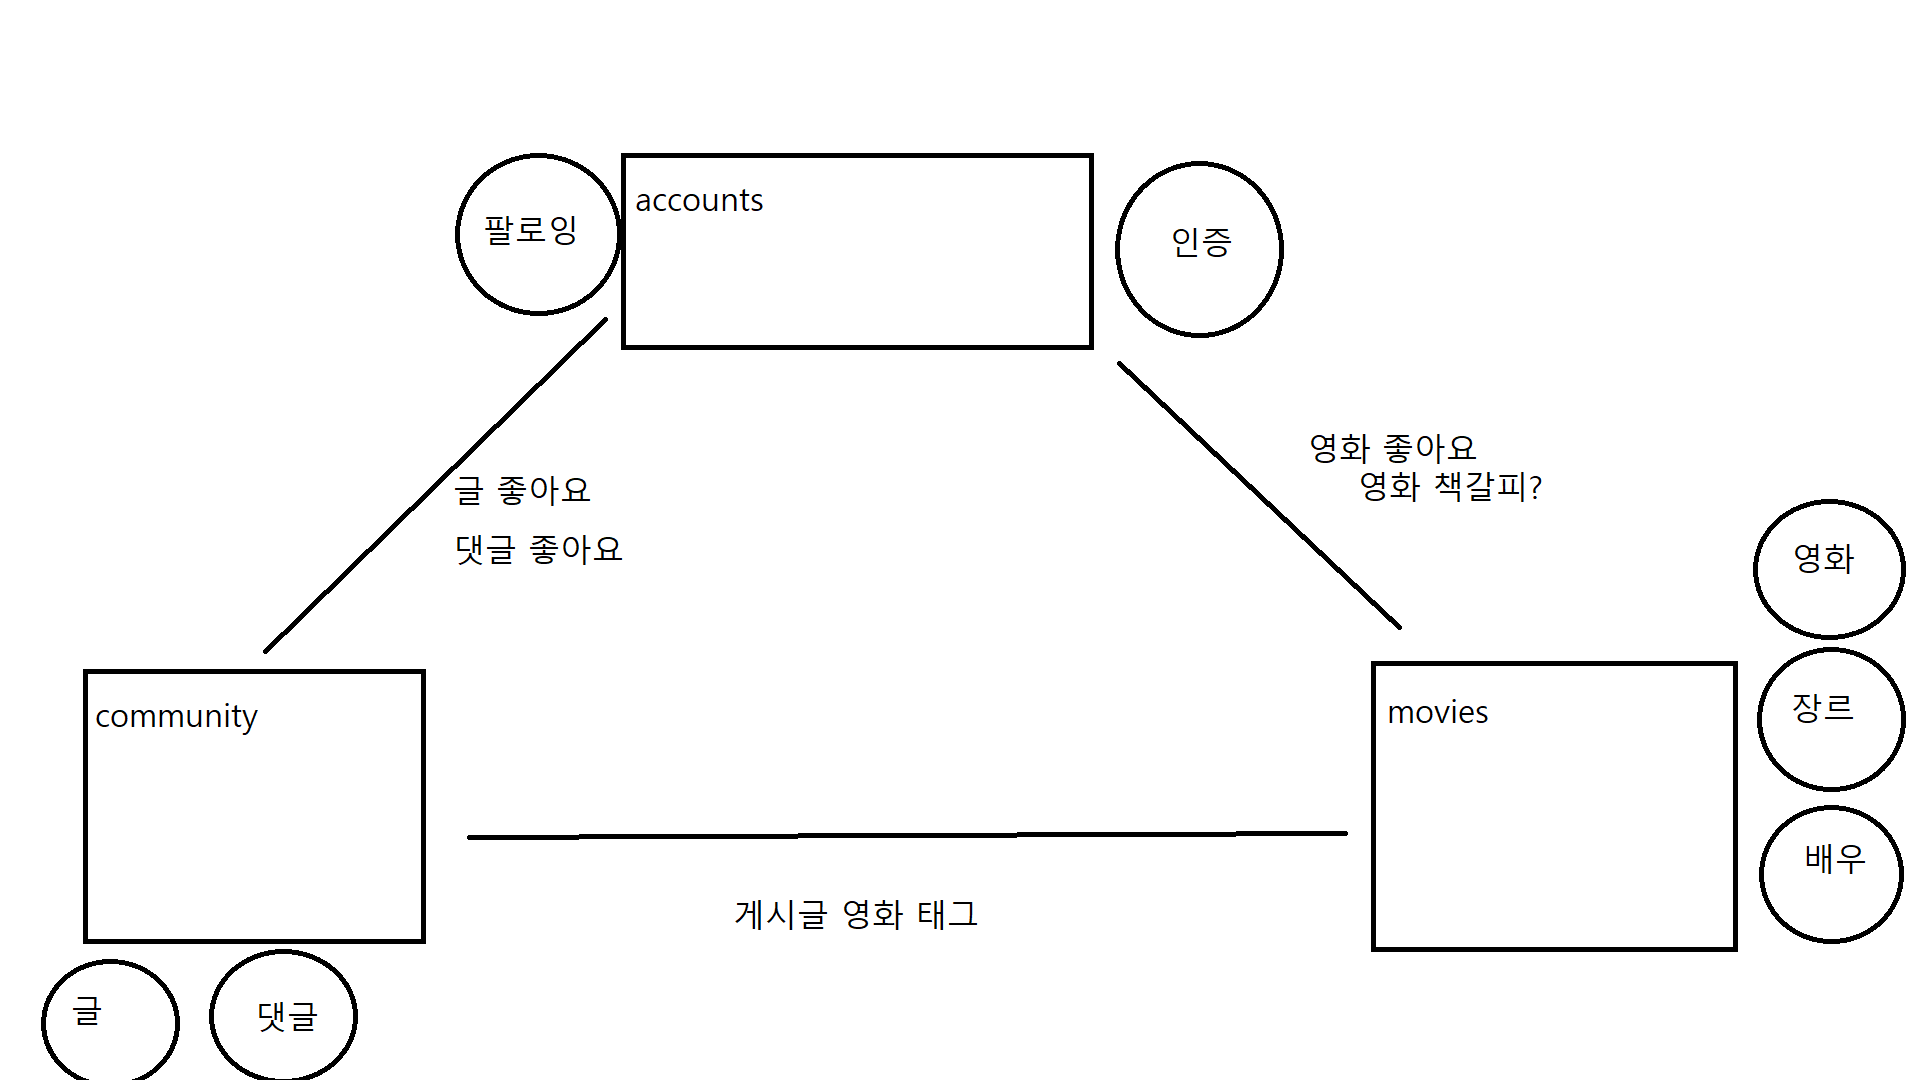 팔로잉
accounts
인증
글 좋아요
댓글 좋아요
영화 좋아요
영화 책갈피?
community
movies
영화
장르
배우
게시글 영화 태그
글
댓글